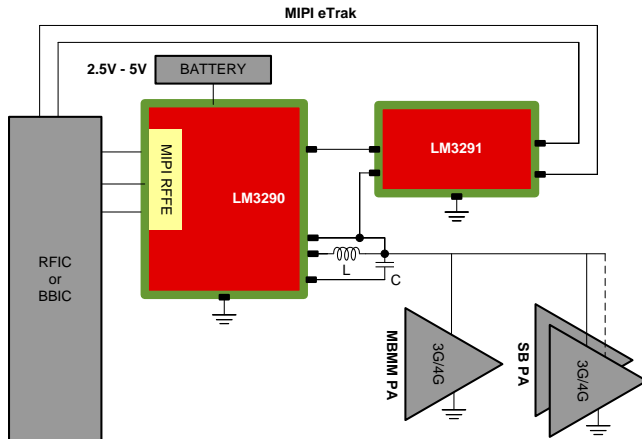 MIPI eTrak
2.5V - 5V
BATTERY
MIPI RFFE
LM3290
LM3291
RFIC
or
BBIC
L
C
MBMM PA
3G/4G
SB PA
3G/4G